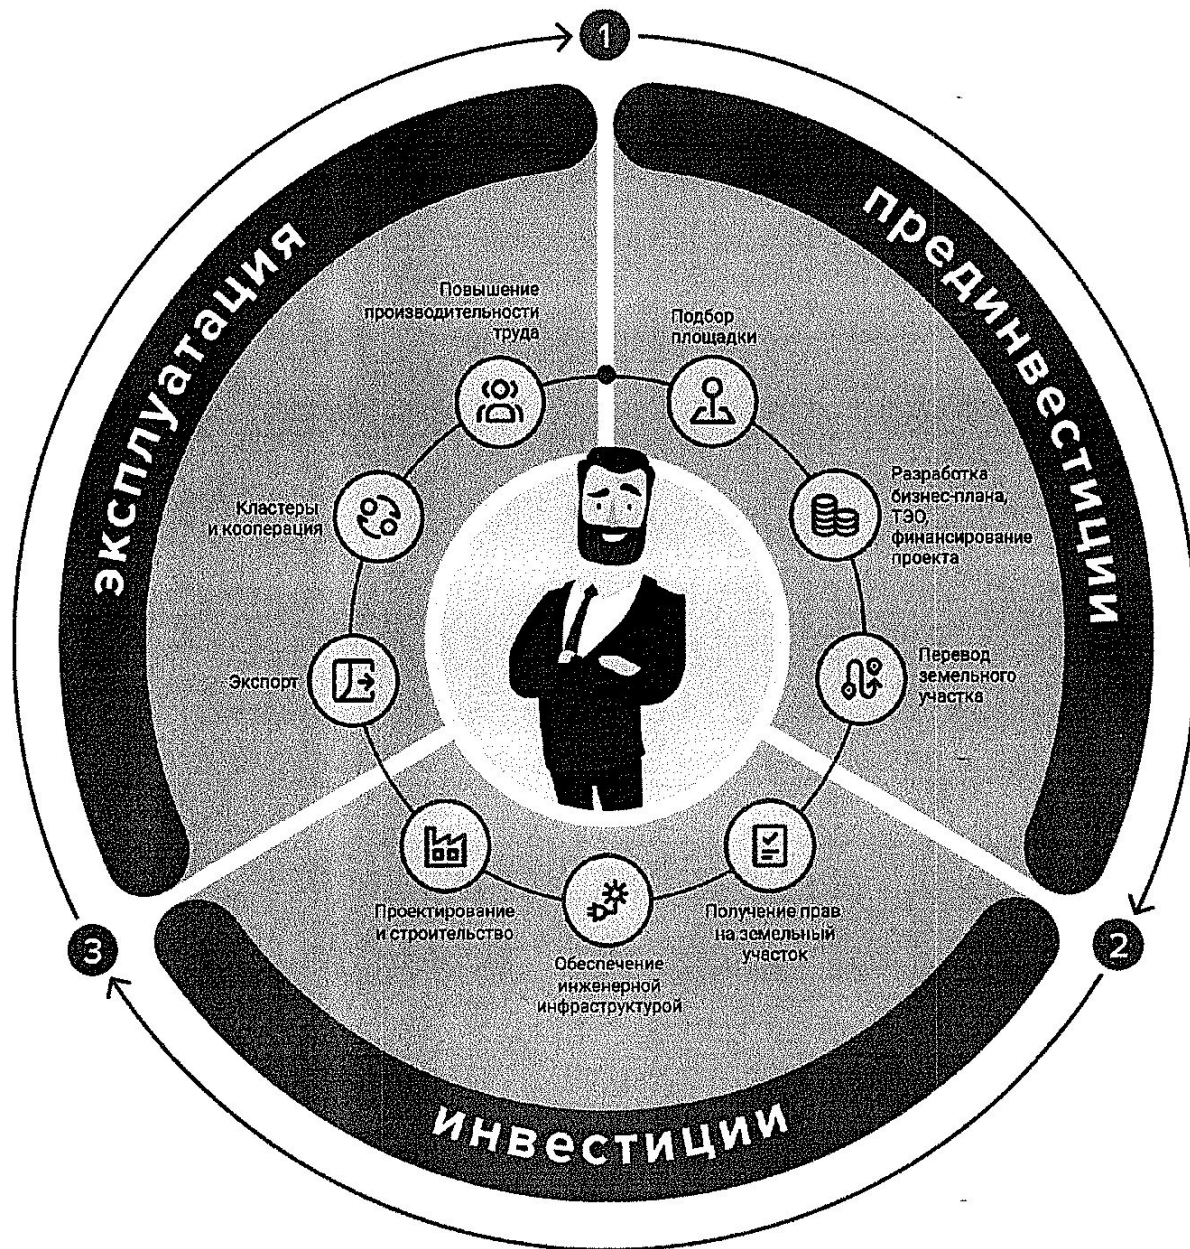 1
прединвестиции
Подбор
площадки
Разработка
бизнес-плана,
ТЭО,
финансирование
проекта
Перевод
земельного
участка
2
инвестиции
Получение прав
на земельный
участок
Обеспечение
инженерной
инфраструктурой
Проектирование
и строительство
3
эксплуатация
Экспорт
Кластеры
и кооперация
Повышение
производительности
труда